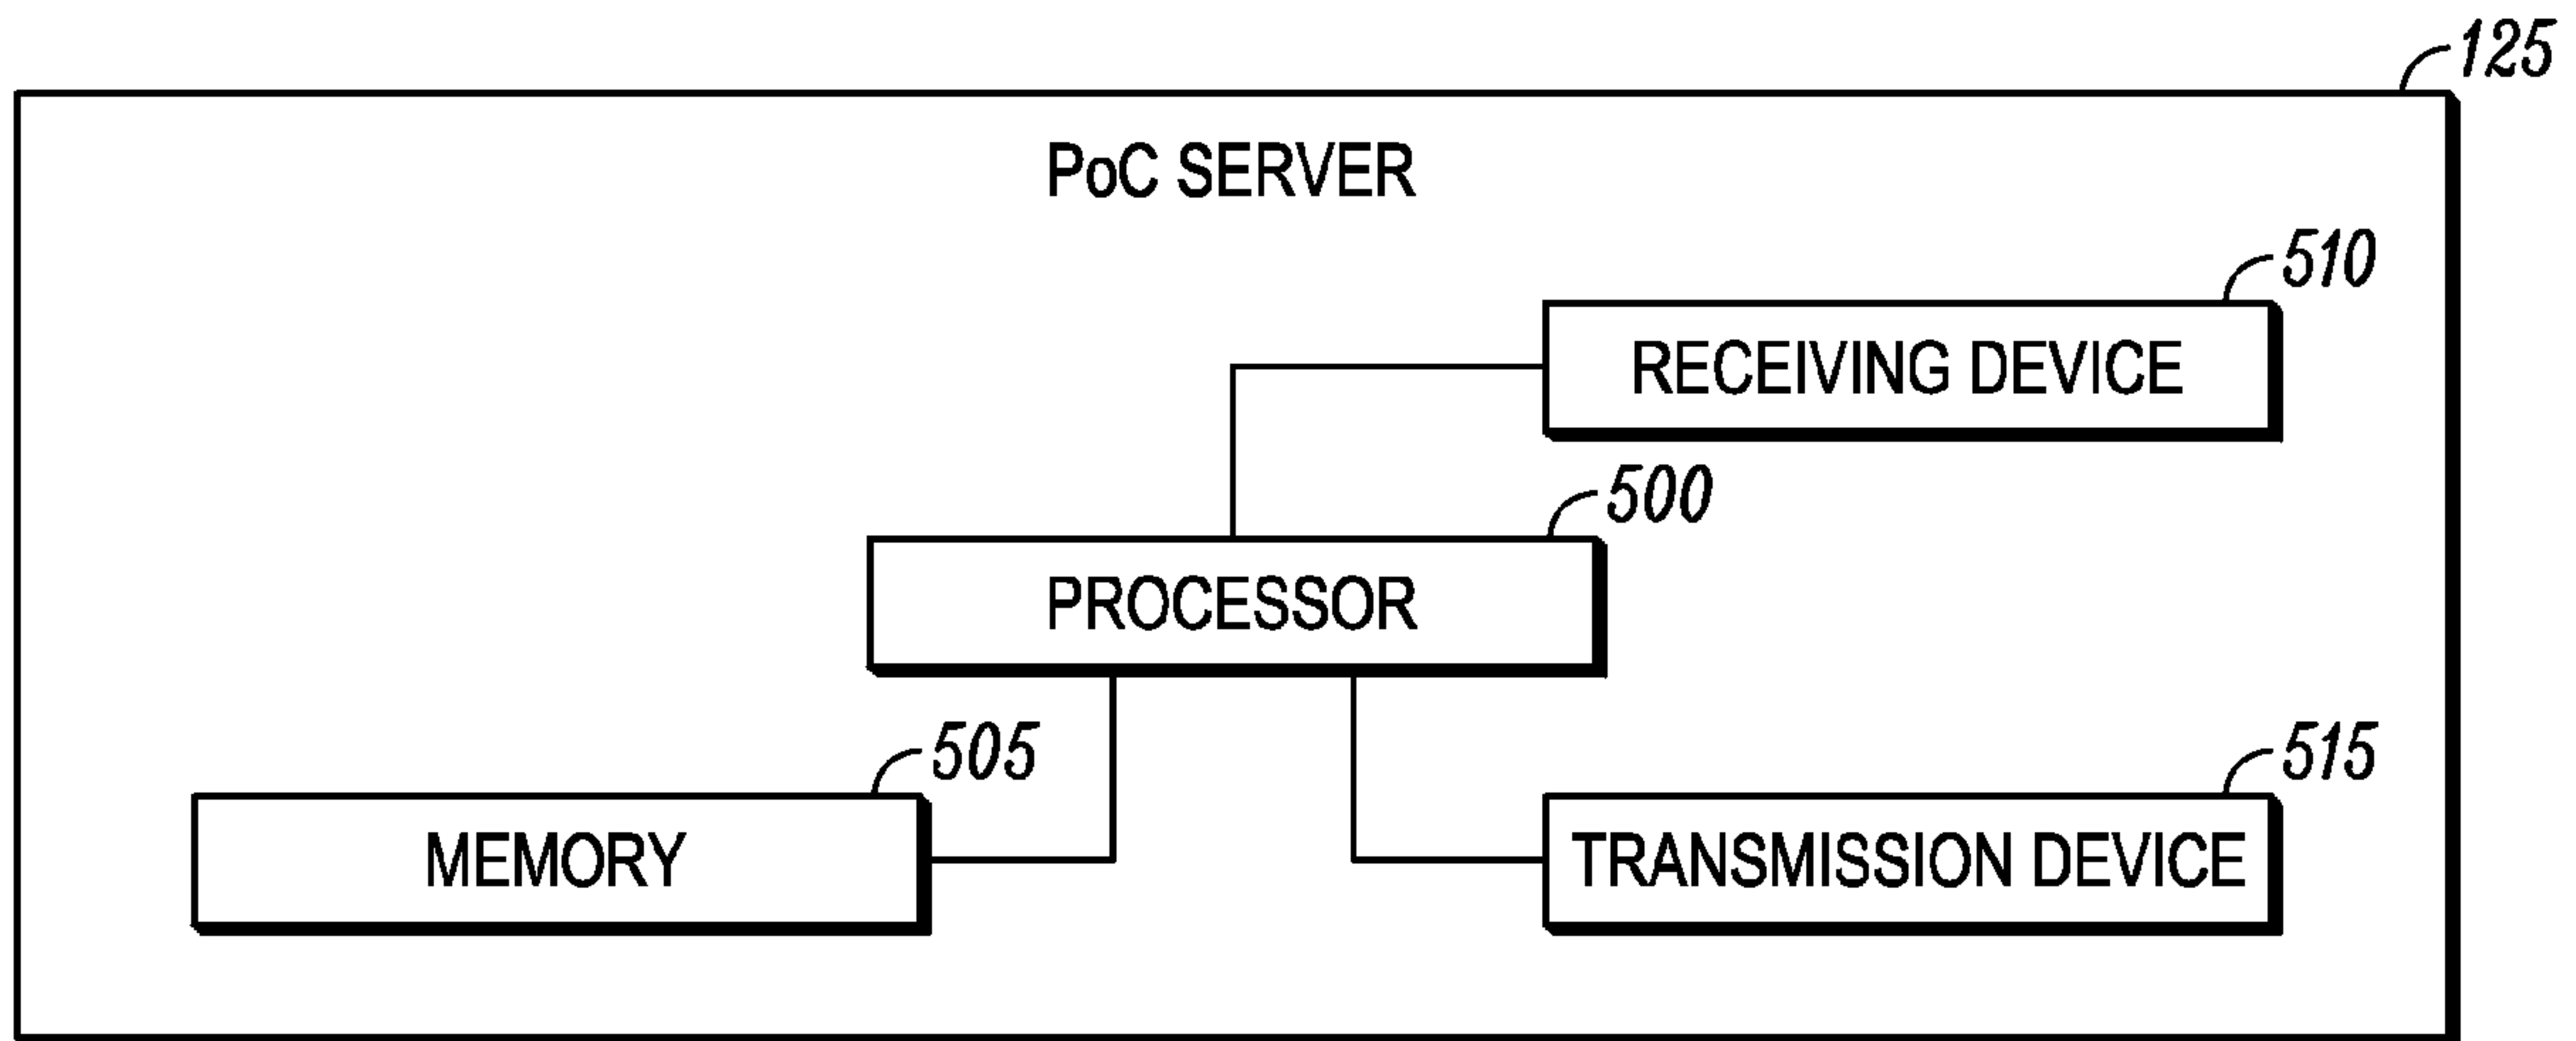 125
PoC SERVER
510
RECEIVING DEVICE
500
PROCESSOR
505
MEMORY
515
TRANSMISSION DEVICE